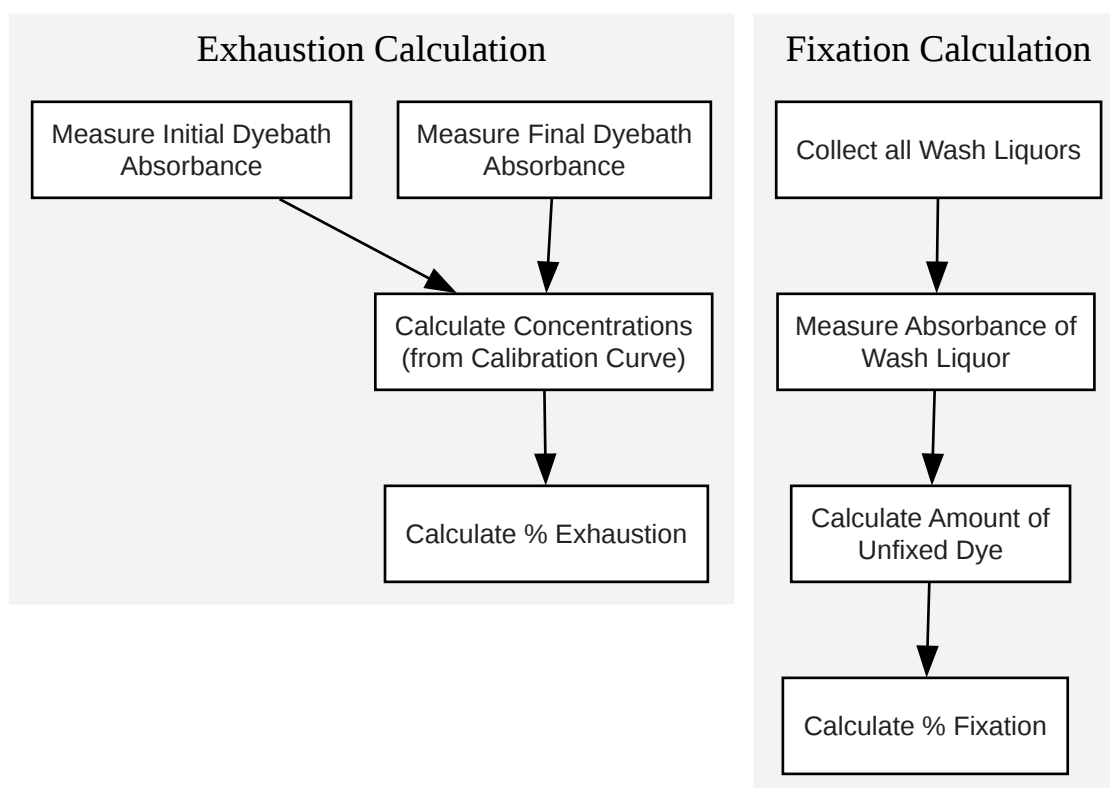 Exhaustion Calculation
Measure Initial Dyebath
Absorbance
Measure Final Dyebath
Absorbance
Calculate Concentrations
(from Calibration Curve)
Calculate % Exhaustion
Fixation Calculation
Collect all Wash Liquors
Measure Absorbance of
Wash Liquor
Calculate Amount of
Unfixed Dye
Calculate % Fixation